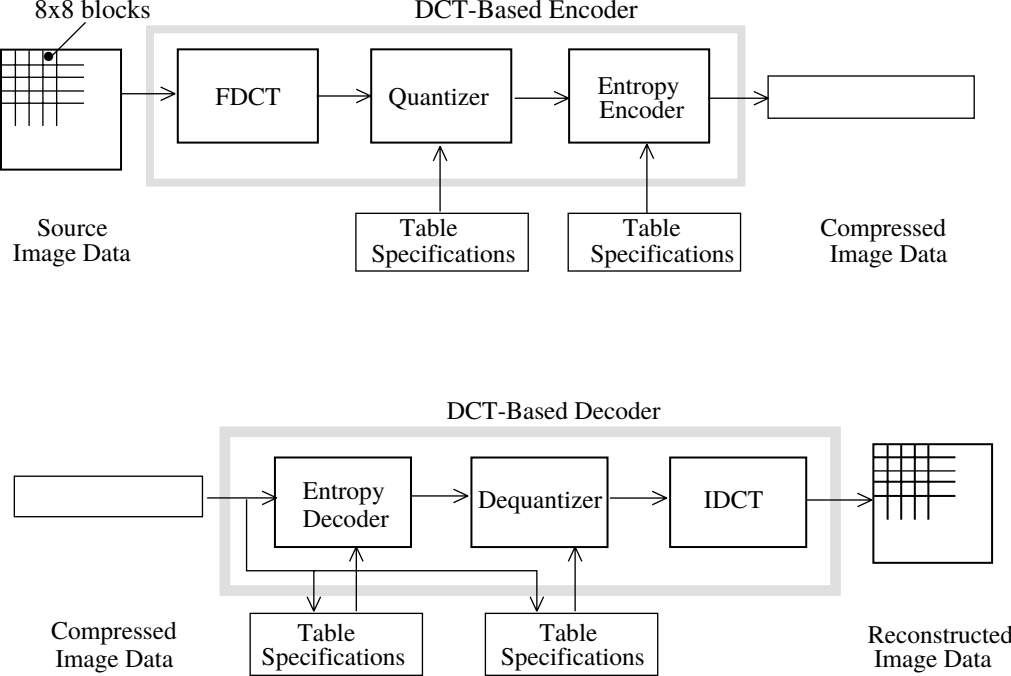 8x8 blocks
DCT-Based Encoder
FDCT
Quantizer
Entropy
Encoder
Table
Specifications
Table
Specifications
Source
Image Data
Compressed
Image Data
DCT-Based Decoder
Entropy
Decoder
Dequantizer
IDCT
Table
Specifications
Table
Specifications
Compressed
Image Data
Reconstructed
Image Data